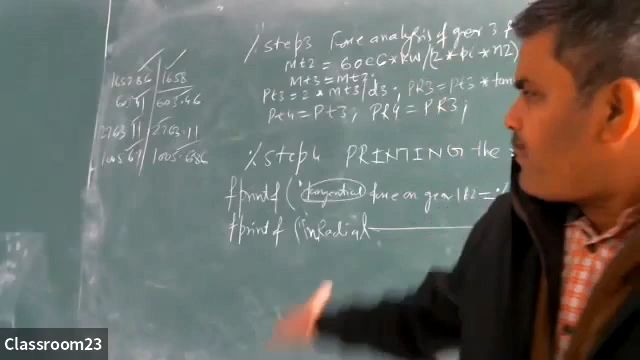 % Step3 Force analysis of gear 3
Mt2 = 60e6*kw/(2*pi*n2)
Mt3 = Mt2;
Pt3 = 2*Mt3/d3, PR3 = Pt3*tan
Pt4 = Pt3; PR4 = PR3;
1657.86 1658
603.46
2763.11 2763.11
1005.67 1005.686
% Step4 PRINTING the
fprintf ('tangential force on gear 1&2 =
fprintf ('\n Radial
Classroom23